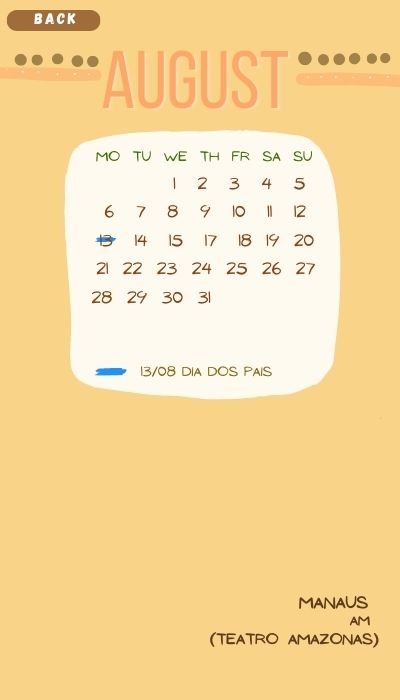 BACK
AUGUST
MO TU WE TH FR SA SU
1 2 3 4 5
6 7 8 9 10 11 12
13 14 15 17 18 19 20
21 22 23 24 25 26 27
28 29 30 31
13/08 DIA DOS PAIS
MANAUS
AM
(TEATRO AMAZONAS)